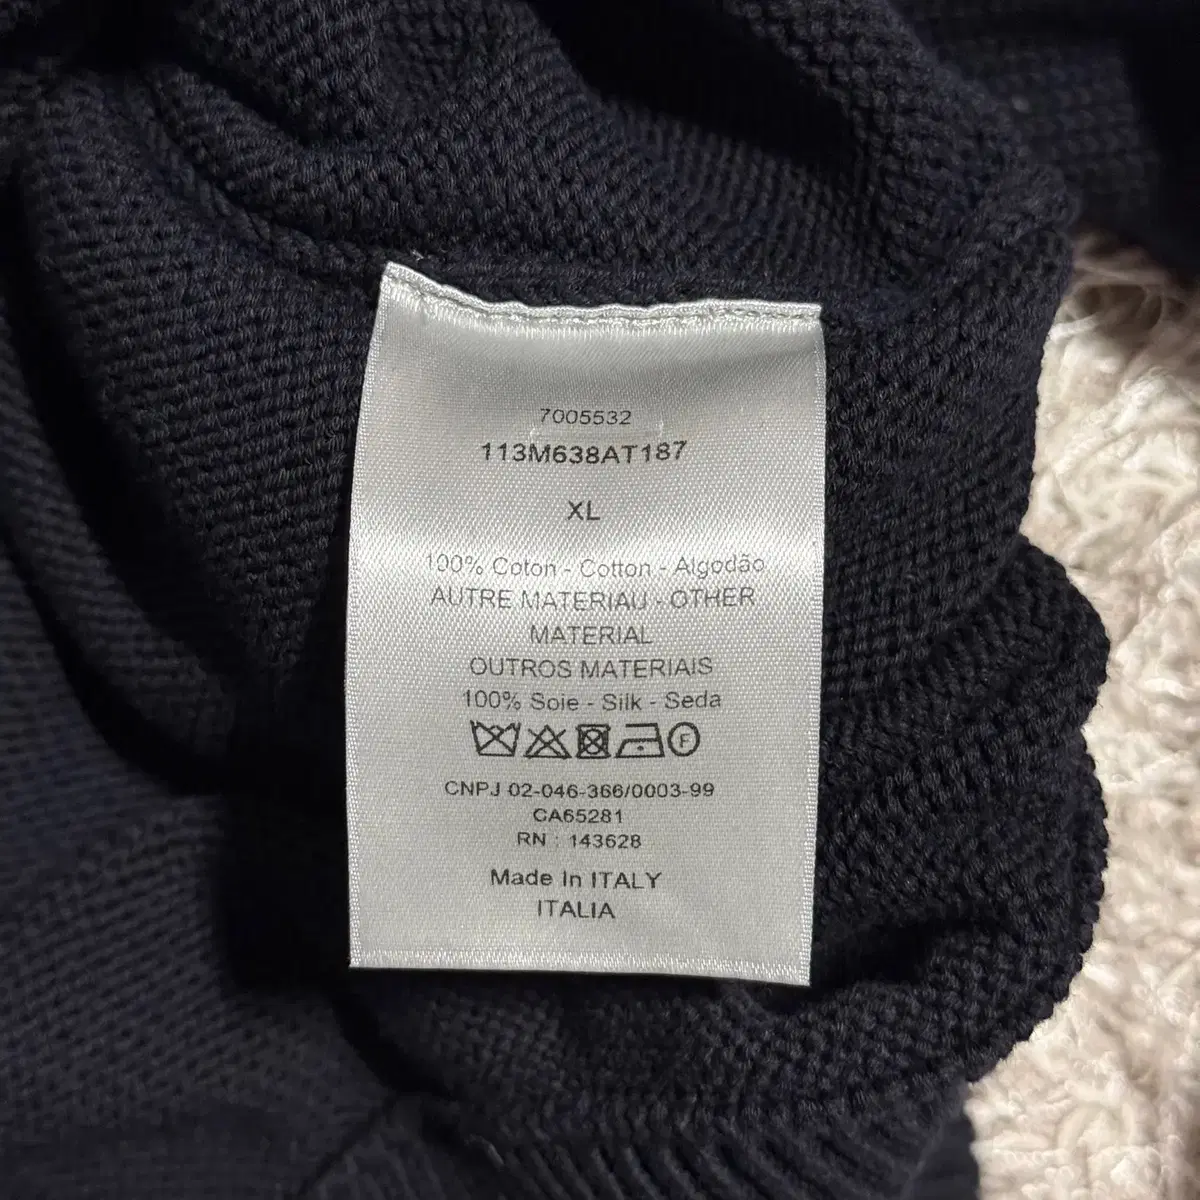 7005532
113M638AT187
XL
100% Coton - Cotton - Algodão
AUTRE MATERIAU - OTHER
MATERIAL
OUTROS MATERIAIS
100% Soie - Silk - Seda
F
CNPJ 02-046-366/0003-99
CA65281
RN : 143628
Made In ITALY
ITALIA